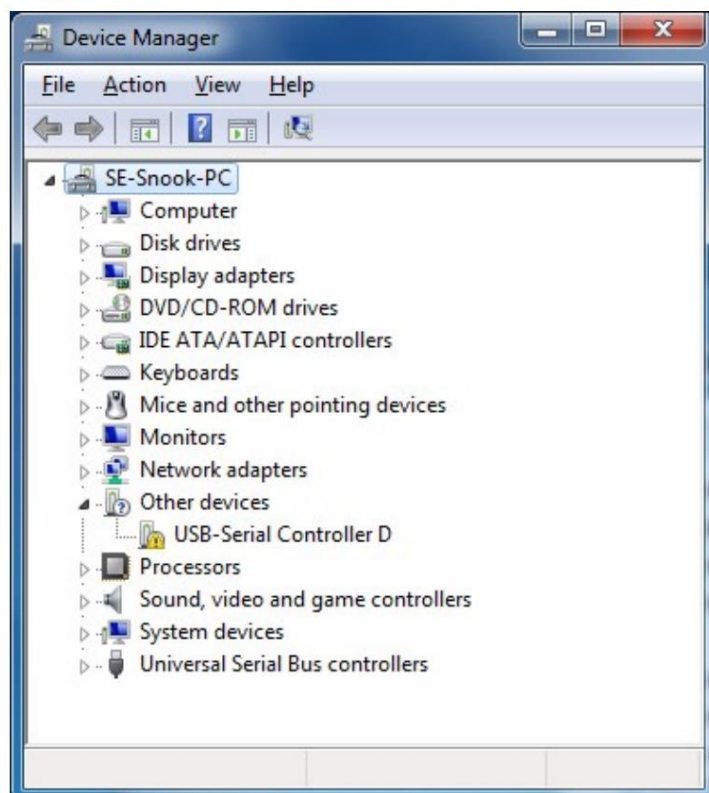 Device Manager
File Action View Help
SE-Snook-PC
Computer
Disk drives
Display adapters
DVD/CD-ROM drives
IDE ATA/ATAPI controllers
Keyboards
Mice and other pointing devices
Monitors
Network adapters
Other devices
USB-Serial Controller D
Processors
Sound, video and game controllers
System devices
Universal Serial Bus controllers